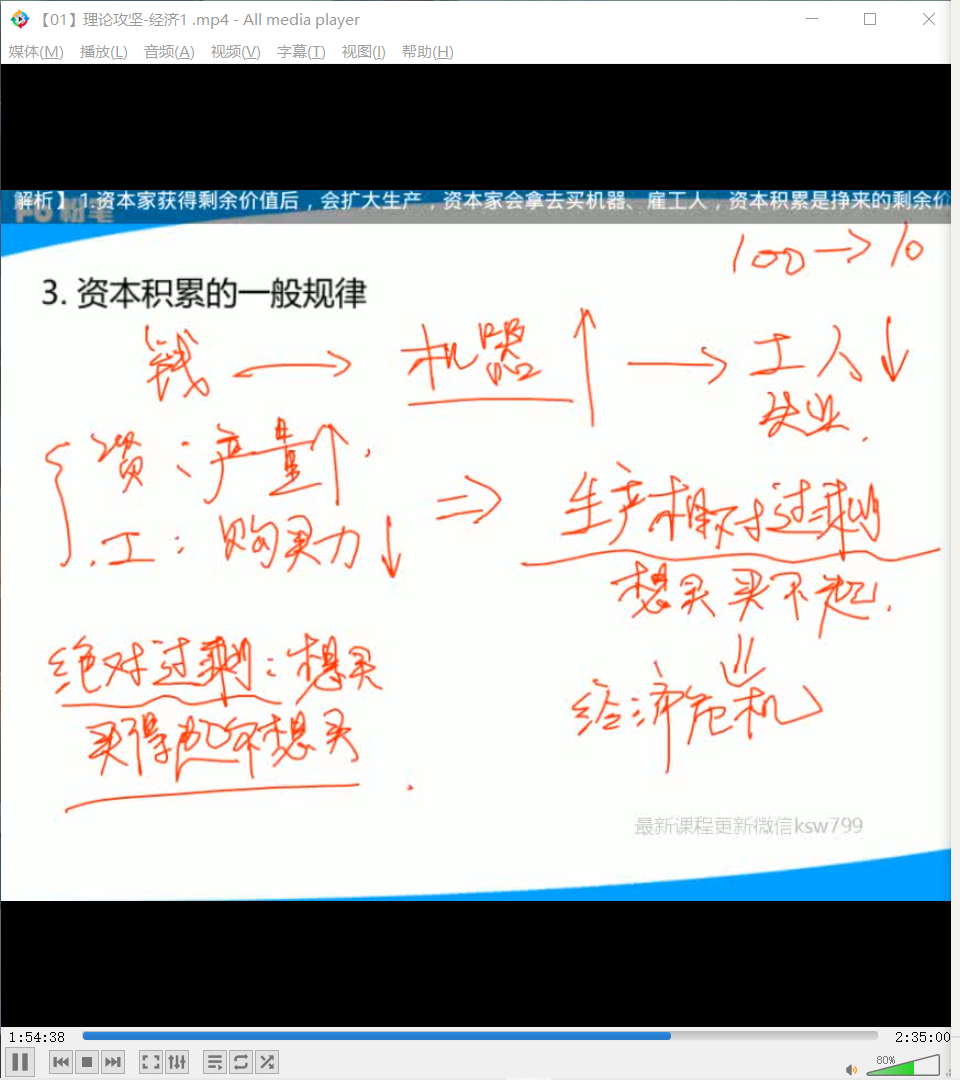 【01】理论攻坚-经济1 .mp4 - All media player
媒体(M) 播放(L) 音频(A) 视频(V) 字幕(T) 视图(I) 帮助(H)
解析】 1.资本家获得剩余价值后，会扩大生产，资本家会拿去买机器、雇工人，资本积累是挣来的剩余价
粉笔
100→10
3. 资本积累的一般规律
钱 → 机器↑ → 工人↓
失业.
资：产量↑.
工：购买力↓ ⇒ 生产相对过剩
想买买不起.
绝对过剩：想买
⇓
经济危机
买得起不想买
最新课程更新微信ksw799
1:54:38 2:35:00
80%